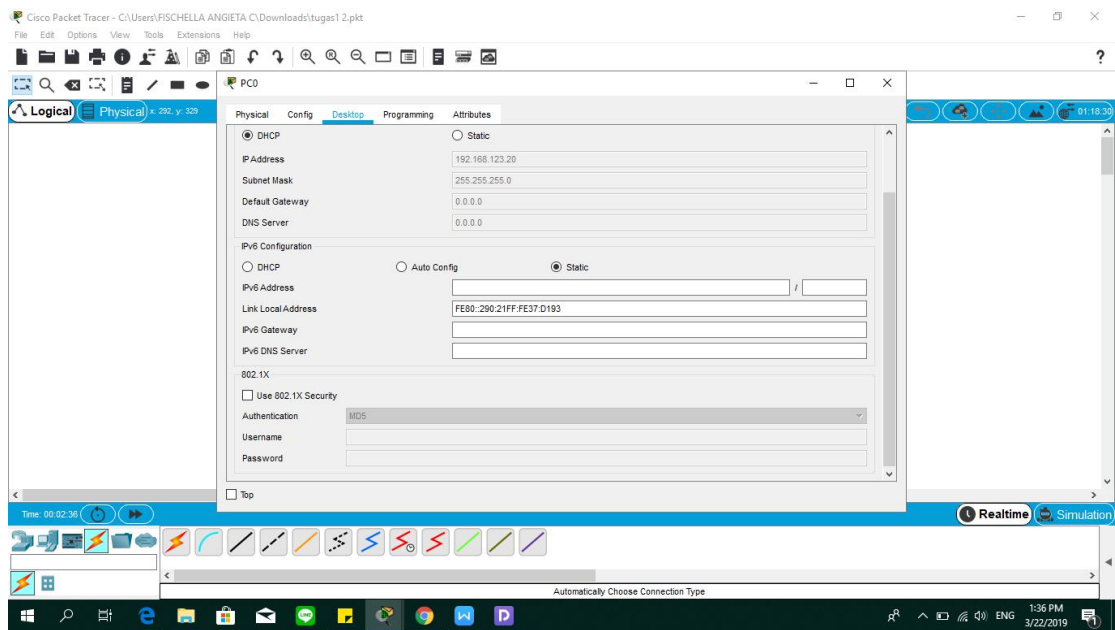 Cisco Packet Tracer - C:\Users\FISCHELLA ANGIETA C\Downloads\tugas1 2.pkt
File Edit Options View Tools Extensions Help
?
PC0
Logical Physical x: 292, y: 329
01:18:30
Physical Config Desktop Programming Attributes
DHCP Static
IP Address 192.168.123.20
Subnet Mask 255.255.255.0
Default Gateway 0.0.0.0
DNS Server 0.0.0.0
IPv6 Configuration
DHCP Auto Config Static
IPv6 Address /
Link Local Address FE80::290:21FF:FE37:D193
IPv6 Gateway
IPv6 DNS Server
802.1X
Use 802.1X Security
Authentication MD5
Username
Password
Top
Time: 00:02:36 Realtime Simulation
Automatically Choose Connection Type
ENG 1:36 PM
3/22/2019